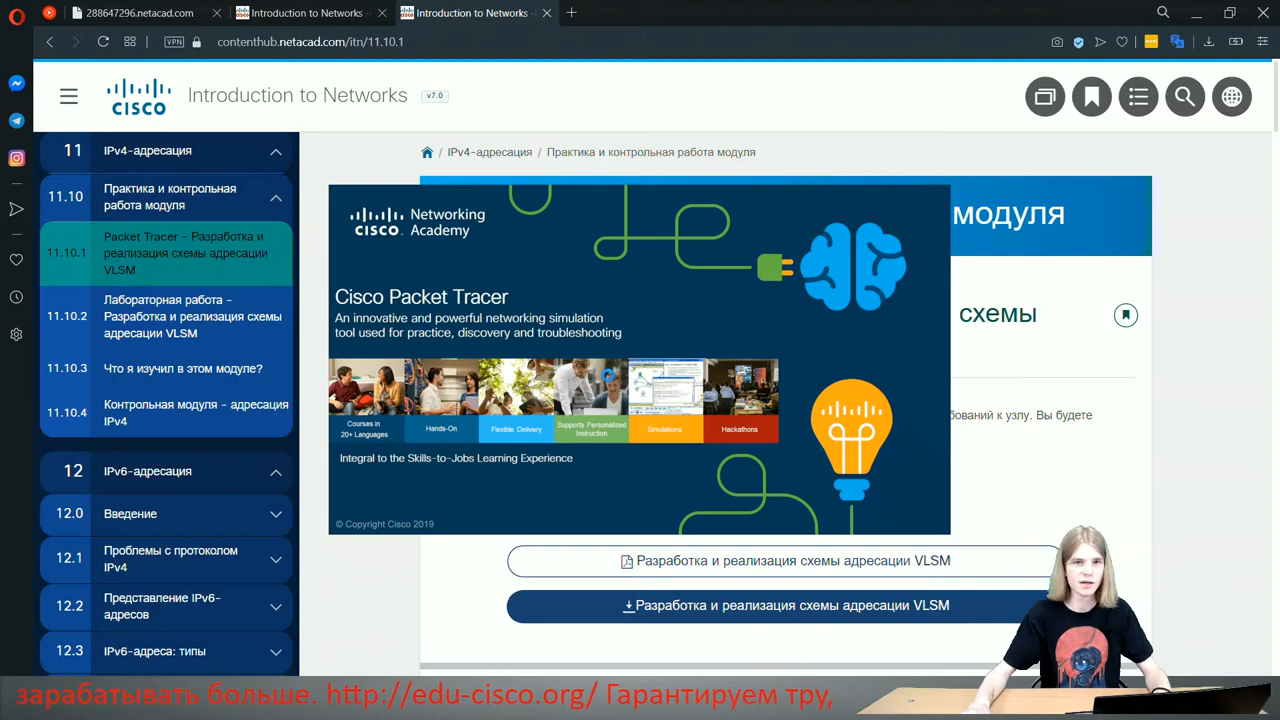 288647296.netacad.com
Introduction to Networks -
Introduction to Networks -
VPN
contenthub.netacad.com/itn/11.10.1
CISCO
Introduction to Networks
v7.0
11 IPv4-адресация
11.10 Практика и контрольная
работа модуля
11.10.1 Packet Tracer – Разработка и
реализация схемы адресации
VLSM
11.10.2 Лабораторная работа –
Разработка и реализация схемы
адресации VLSM
11.10.3 Что я изучил в этом модуле?
11.10.4 Контрольная модуля - адресация
IPv4
12 IPv6-адресация
12.0 Введение
12.1 Проблемы с протоколом
IPv4
12.2 Представление IPv6-
адресов
12.3 IPv6-адреса: типы
/ IPv4-адресация / Практика и контрольная работа модуля
модуля
схемы
бований к узлу. Вы будете
CISCO Networking
Academy
Cisco Packet Tracer
An innovative and powerful networking simulation
tool used for practice, discovery and troubleshooting
Courses in
20+ Languages
Hands-On
Flexible Delivery
Supports Personalized
Instruction
Simulations
Hackathons
Integral to the Skills-to-Jobs Learning Experience
© Copyright Cisco 2019
Разработка и реализация схемы адресации VLSM
Разработка и реализация схемы адресации VLSM
зарабатывать больше. http://edu-cisco.org/ Гарантируем тру,